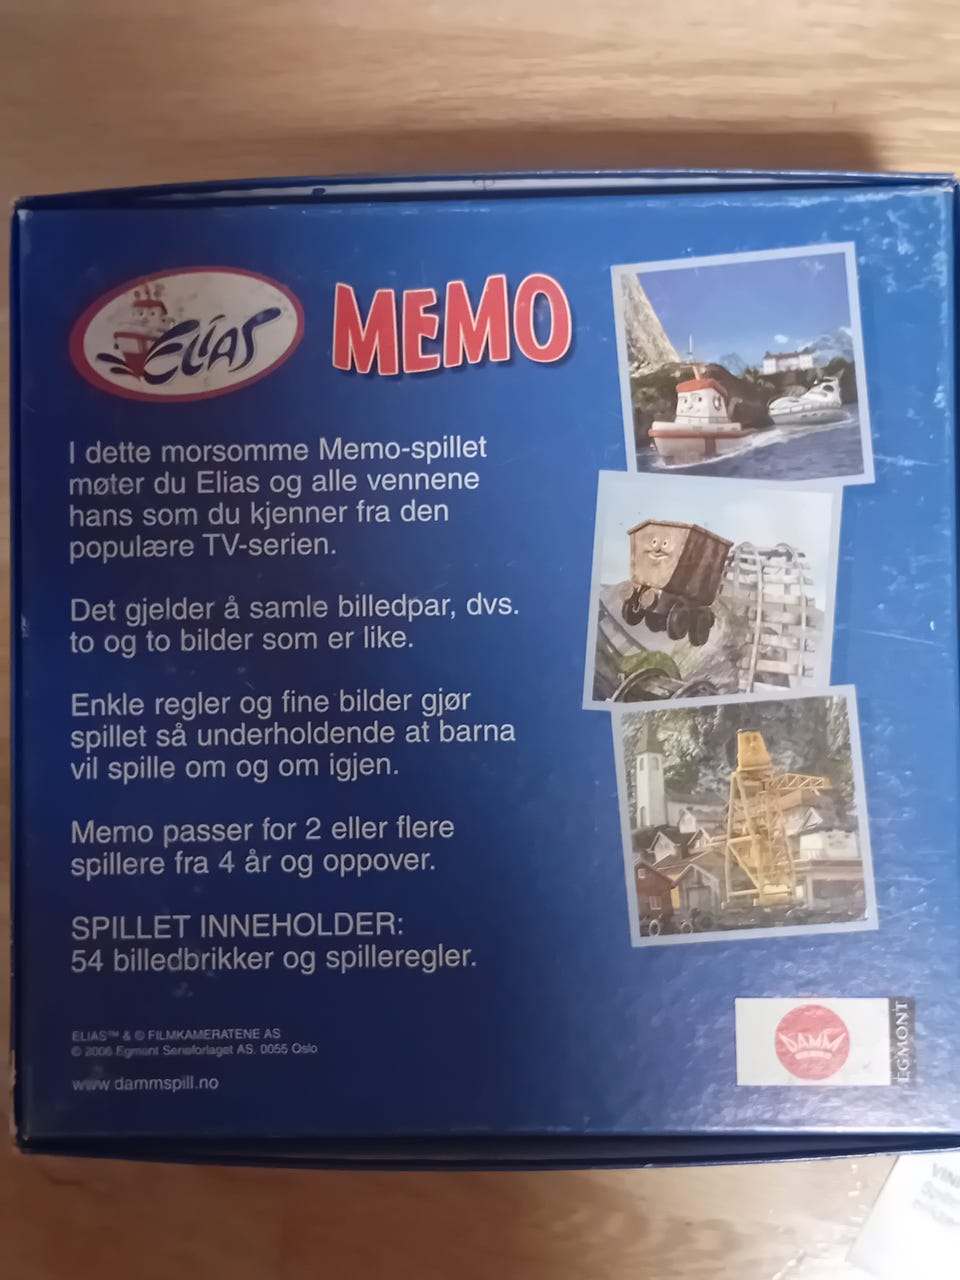 ELIAS
MEMO
I dette morsomme Memo-spillet
møter du Elias og alle vennene
hans som du kjenner fra den
populære TV-serien.
Det gjelder å samle billedpar, dvs.
to og to bilder som er like.
Enkle regler og fine bilder gjør
spillet så underholdende at barna
vil spille om og om igjen.
Memo passer for 2 eller flere
spillere fra 4 år og oppover.
SPILLET INNEHOLDER:
54 billedbrikker og spilleregler.
ELIAS™ & © FILMKAMERATENE AS
© 2006 Egmont Serieforlaget AS, 0055 Oslo
www.dammspill.no
DAMM
EGMONT